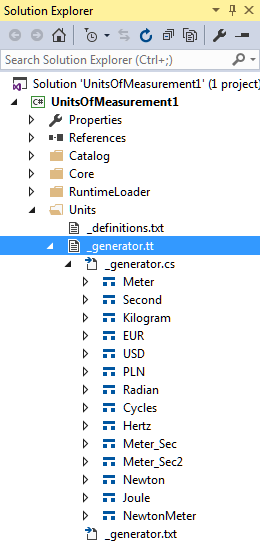 Solution Explorer
Search Solution Explorer (Ctrl+;)
Solution 'UnitsOfMeasurement1' (1 project)
C# UnitsOfMeasurement1
Properties
References
Catalog
Core
RuntimeLoader
Units
_definitions.txt
_generator.tt
_generator.cs
Meter
Second
Kilogram
EUR
USD
PLN
Radian
Cycles
Hertz
Meter_Sec
Meter_Sec2
Newton
Joule
NewtonMeter
_generator.txt